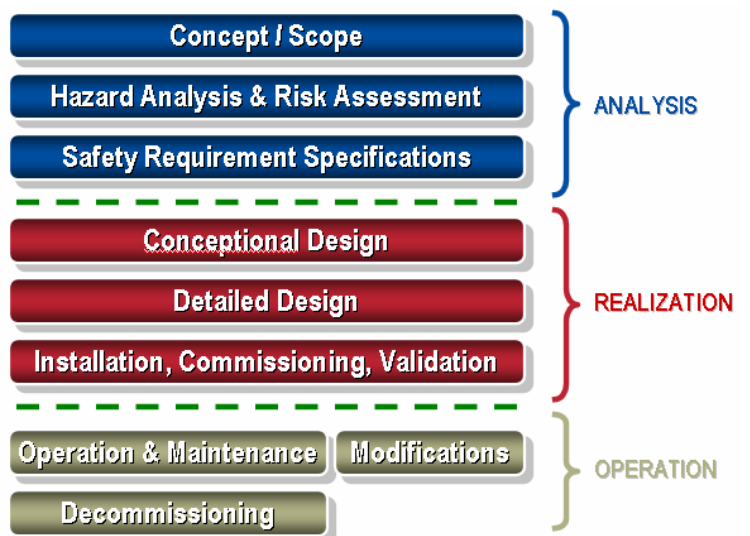 Concept / Scope
Hazard Analysis & Risk Assessment
ANALYSIS
Safety Requirement Specifications
Conceptional Design
Detailed Design
REALIZATION
Installation, Commissioning, Validation
Operation & Maintenance
Modifications
OPERATION
Decommissioning